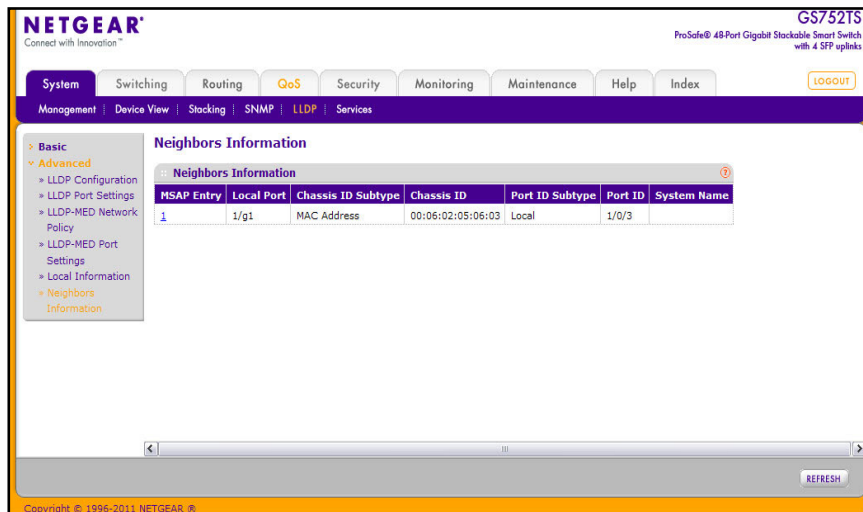 NETGEAR®
Connect with Innovation™
GS752TS
ProSafe® 48-Port Gigabit Stackable Smart Switch
with 4 SFP uplinks
System Switching Routing QoS Security Monitoring Maintenance Help Index LOGOUT
Management Device View Stacking SNMP LLDP Services
Basic
Advanced
» LLDP Configuration
» LLDP Port Settings
» LLDP-MED Network
Policy
» LLDP-MED Port
Settings
» Local Information
» Neighbors
Information
Neighbors Information
Neighbors Information
MSAP Entry Local Port Chassis ID Subtype Chassis ID Port ID Subtype Port ID System Name
1 1/g1 MAC Address 00:06:02:05:06:03 Local 1/0/3
REFRESH
Copyright © 1996-2011 NETGEAR ®